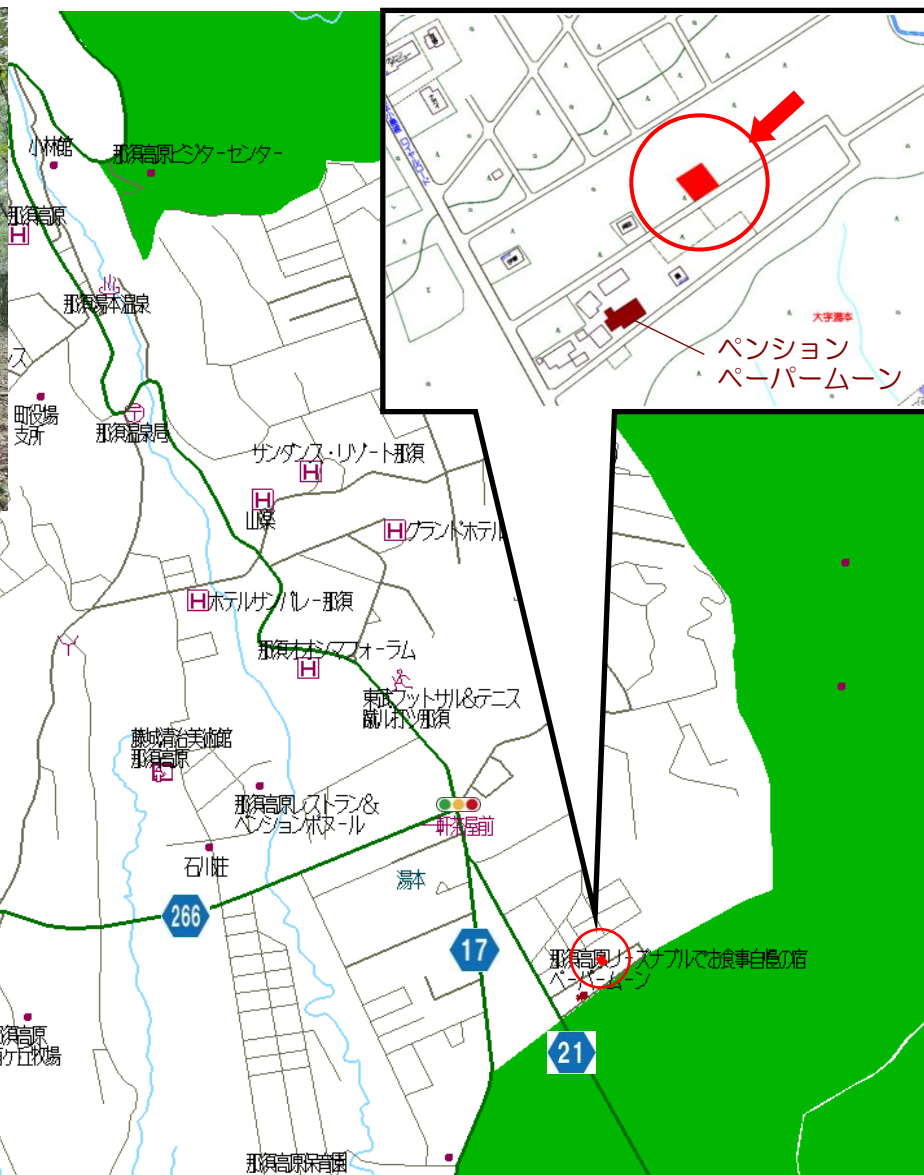 小林館
那須高原ビジターセンター
那須高原
那須湯本温泉
町役場
支所
那須温泉局
サンダンス・リゾート那須
山楽
グランドホテル
ホテルサンバレー那須
那須オオシマフォーラム
東武フットサル&テニス
蹴ル打ツ那須
藤城清治美術館
那須高原
那須高原レストラン&
ペンションボヌール
石川荘
一軒茶屋前
湯本
266
17
21
那須高原リーズナブルでお食事自慢の宿
ペーパームーン
那須高原保育園
大字湯本
ペンション
ペーパームーン